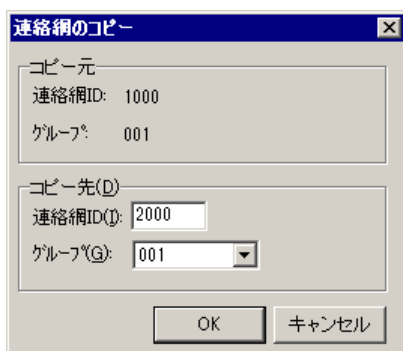 連絡網のコピー
コピー元
連絡網ID: 1000
ｸﾞﾙｰﾌﾟ: 001
コピー先(D)
連絡網ID(I): 2000
ｸﾞﾙｰﾌﾟ(G): 001
OK キャンセル